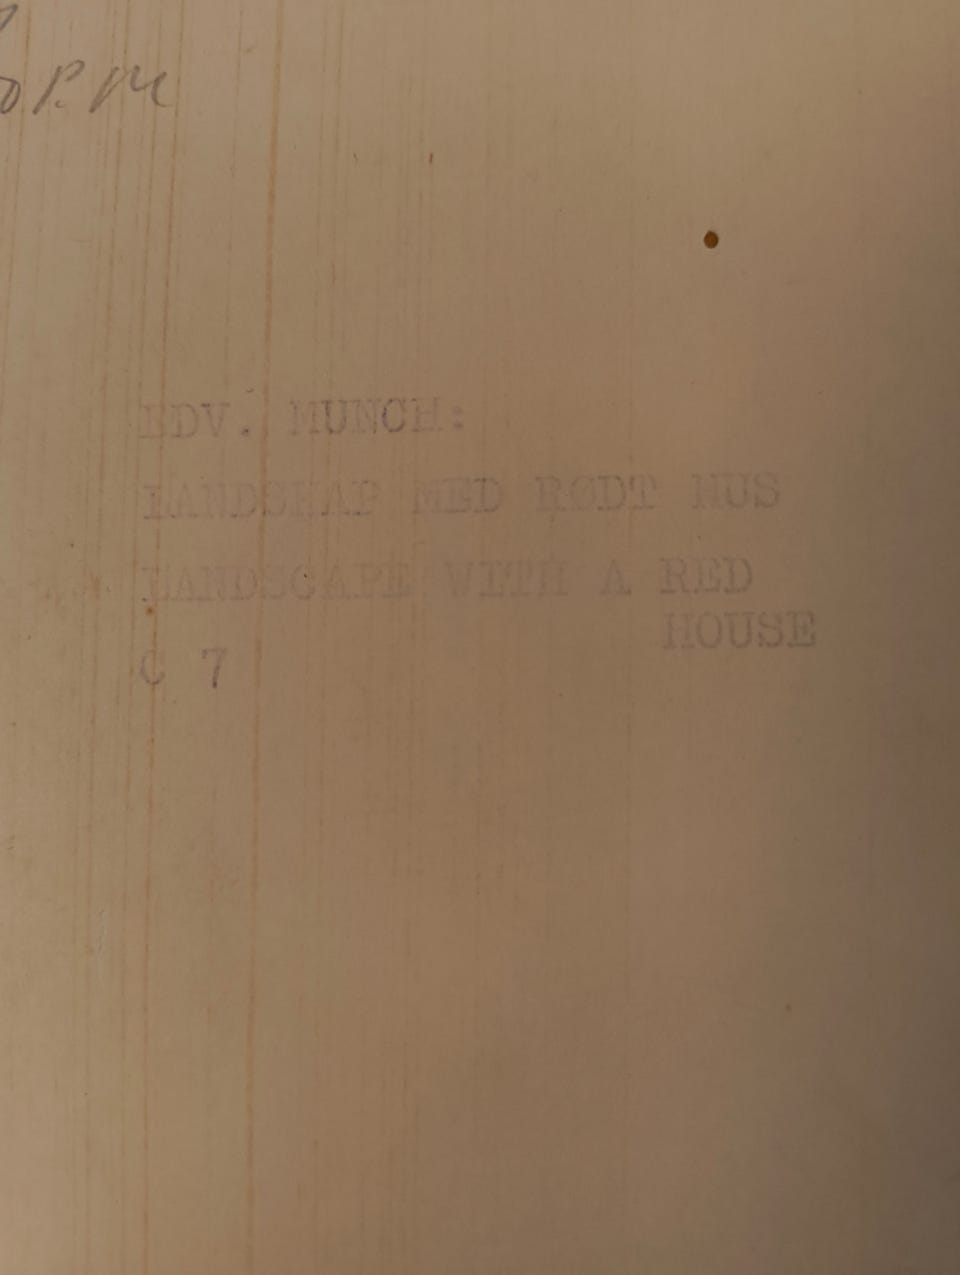 P. M
EDV. MUNCH:
LANDSKAP MED RØDT HUS
LANDSCAPE WITH A RED
HOUSE
C 7